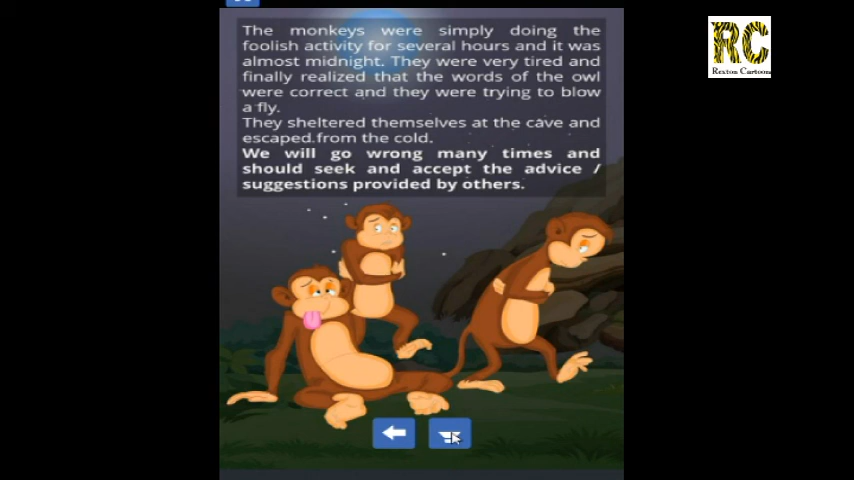 The monkeys were simply doing the
foolish activity for several hours and it was
almost midnight. They were very tired and
finally realized that the words of the owl
were correct and they were trying to blow
a fly.
They sheltered themselves at the cave and
escaped from the cold.
We will go wrong many times and
should seek and accept the advice /
suggestions provided by others.
RC
Rexton Cartoons